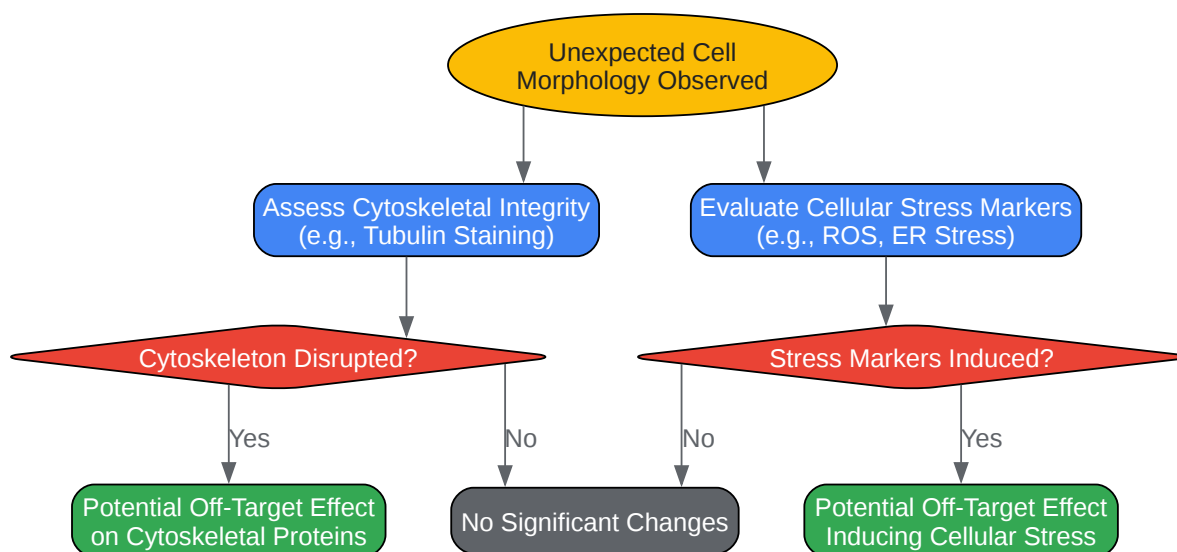 Unexpected Cell
Morphology Observed
Assess Cytoskeletal Integrity
(e.g., Tubulin Staining)
Evaluate Cellular Stress Markers
(e.g., ROS, ER Stress)
Cytoskeleton Disrupted?
Stress Markers Induced?
Yes
No
No
Yes
Potential Off-Target Effect
on Cytoskeletal Proteins
No Significant Changes
Potential Off-Target Effect
Inducing Cellular Stress